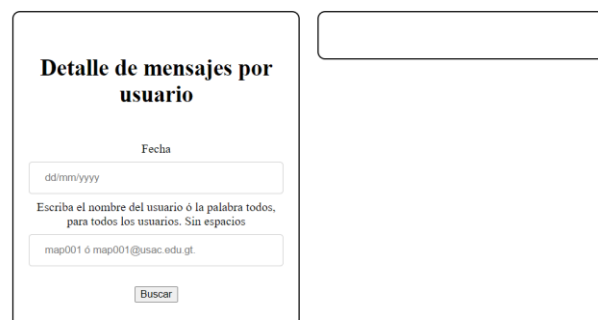 Detalle de mensajes por
usuario
Fecha
dd/mm/yyyy
Escriba el nombre del usuario ó la palabra todos,
para todos los usuarios. Sin espacios
map001 ó map001@usac.edu.gt.
Buscar